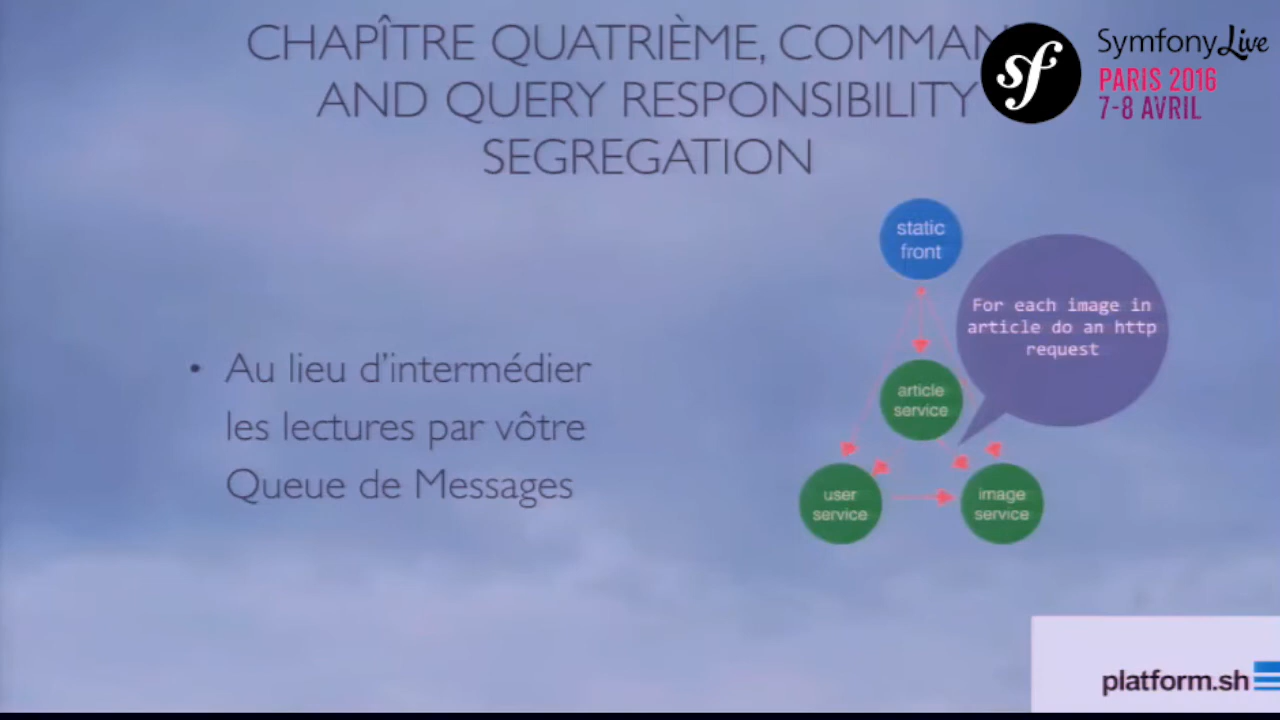 CHAPÎTRE QUATRIÈME, COMMAN
AND QUERY RESPONSIBILITY
SEGREGATION
SymfonyLive
PARIS 2016
7-8 AVRIL
sf
static
front
For each image in
article do an http
request
• Au lieu d'intermédier
les lectures par vôtre
Queue de Messages
article
service
user
service
image
service
platform.sh